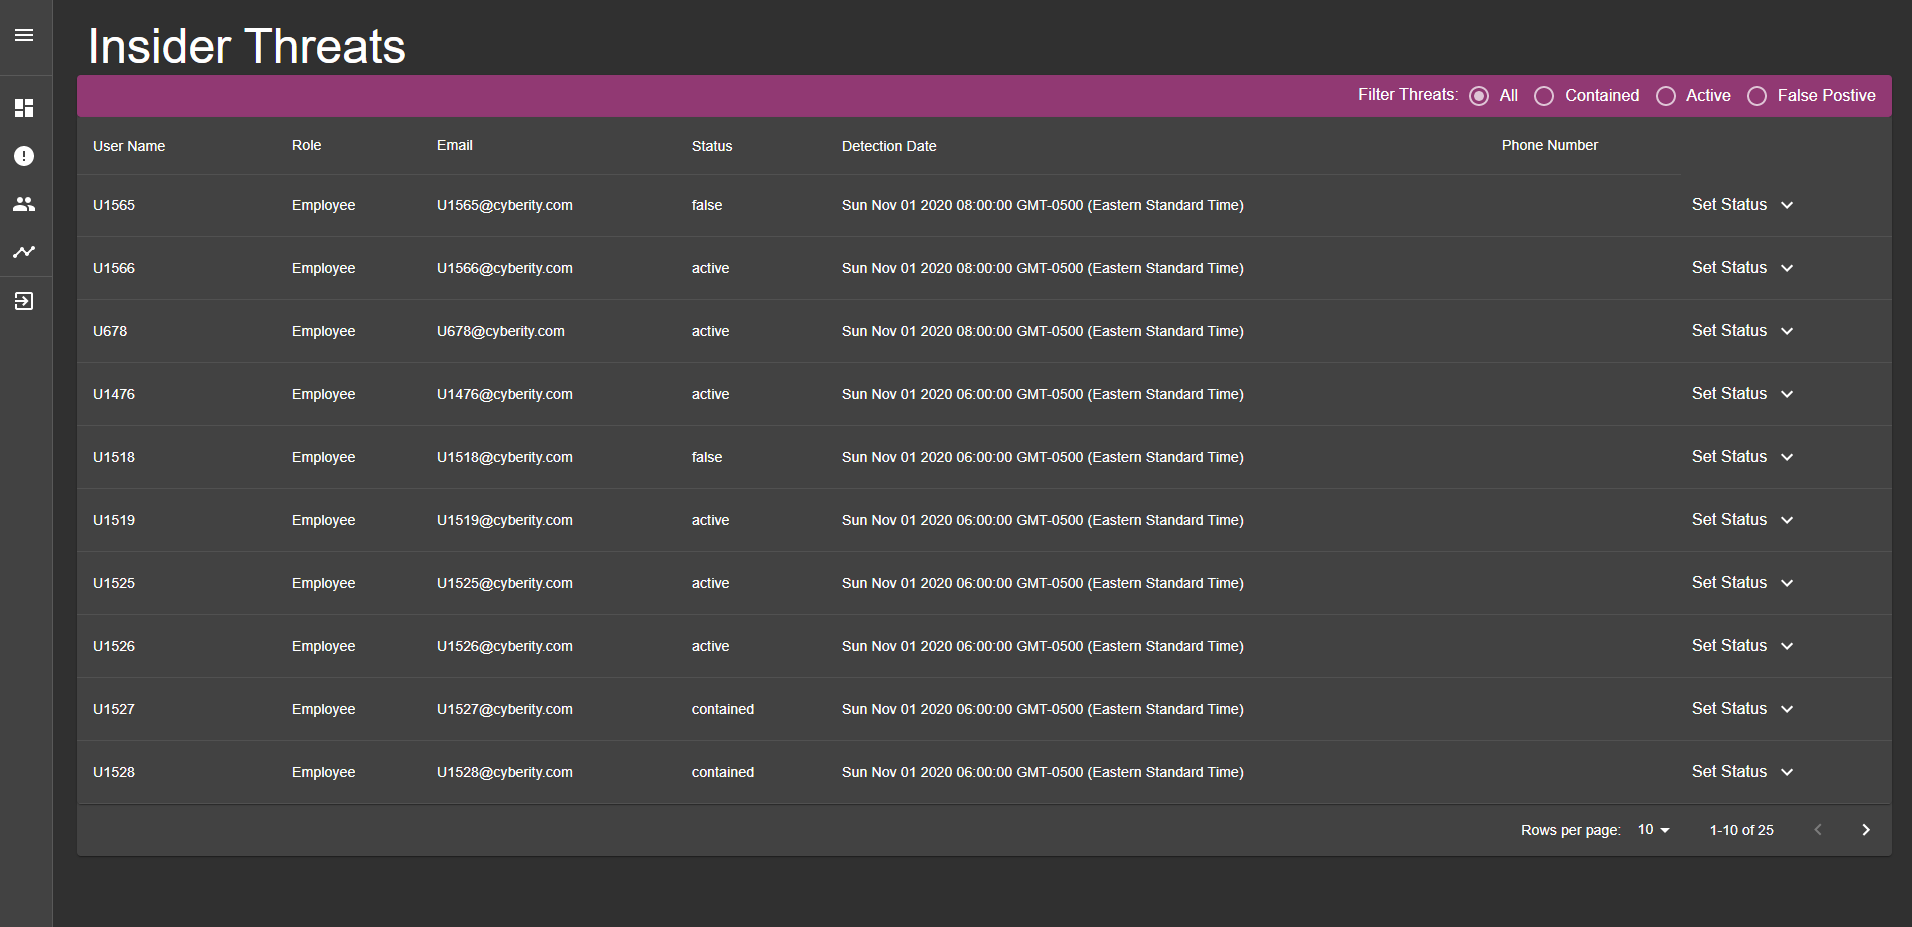 Insider Threats
Filter Threats: All Contained Active False Postive
User Name Role Email Status Detection Date Phone Number
U1565 Employee U1565@cyberity.com false Sun Nov 01 2020 08:00:00 GMT-0500 (Eastern Standard Time) Set Status
U1566 Employee U1566@cyberity.com active Sun Nov 01 2020 08:00:00 GMT-0500 (Eastern Standard Time) Set Status
U678 Employee U678@cyberity.com active Sun Nov 01 2020 08:00:00 GMT-0500 (Eastern Standard Time) Set Status
U1476 Employee U1476@cyberity.com active Sun Nov 01 2020 06:00:00 GMT-0500 (Eastern Standard Time) Set Status
U1518 Employee U1518@cyberity.com false Sun Nov 01 2020 06:00:00 GMT-0500 (Eastern Standard Time) Set Status
U1519 Employee U1519@cyberity.com active Sun Nov 01 2020 06:00:00 GMT-0500 (Eastern Standard Time) Set Status
U1525 Employee U1525@cyberity.com active Sun Nov 01 2020 06:00:00 GMT-0500 (Eastern Standard Time) Set Status
U1526 Employee U1526@cyberity.com active Sun Nov 01 2020 06:00:00 GMT-0500 (Eastern Standard Time) Set Status
U1527 Employee U1527@cyberity.com contained Sun Nov 01 2020 06:00:00 GMT-0500 (Eastern Standard Time) Set Status
U1528 Employee U1528@cyberity.com contained Sun Nov 01 2020 06:00:00 GMT-0500 (Eastern Standard Time) Set Status
Rows per page: 10 1-10 of 25